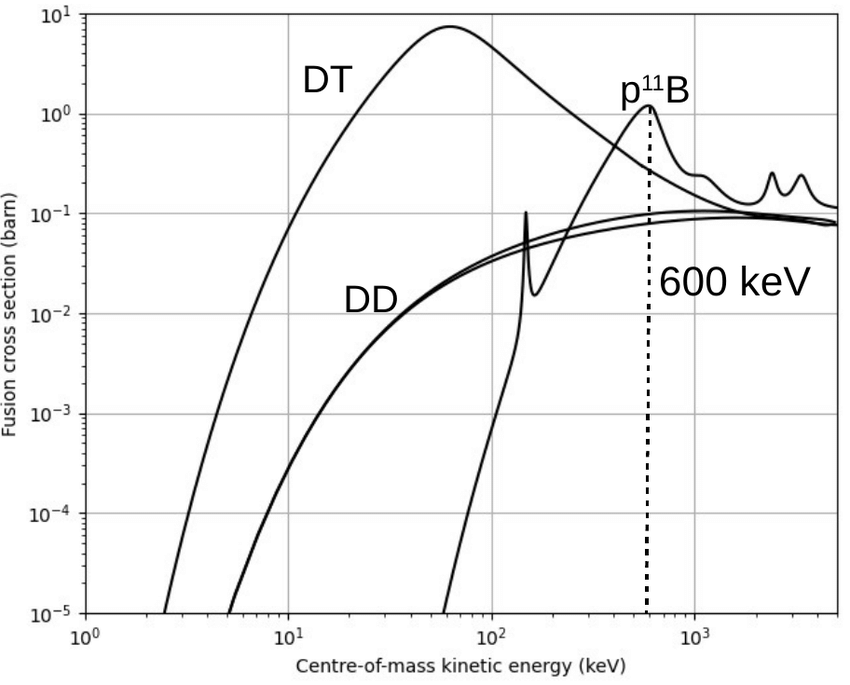 10¹
DT
p¹¹B
10⁰
10⁻¹
DD
600 keV
10⁻²
10⁻³
10⁻⁴
10⁻⁵
Fusion cross section (barn)
10⁰ 10¹ 10² 10³
Centre-of-mass kinetic energy (keV)